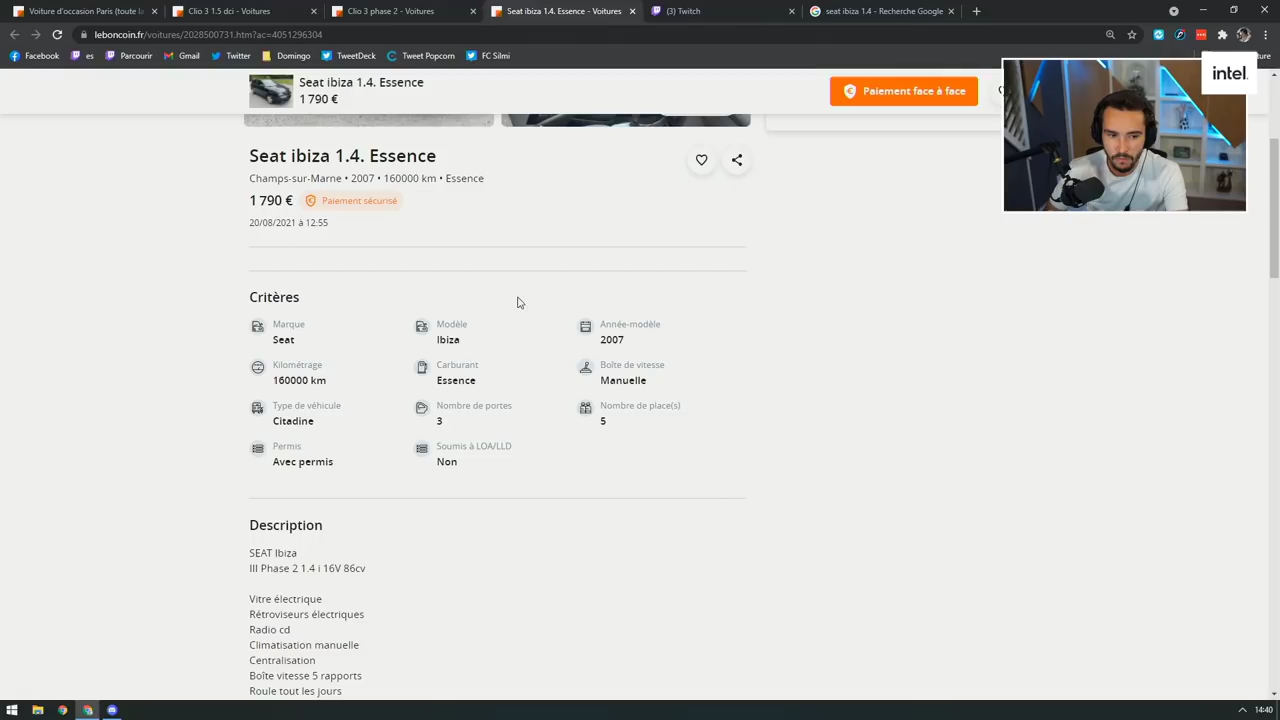 Voiture d'occasion Paris (toute la
Clio 3 1.5 dci - Voitures
Clio 3 phase 2 - Voitures
Seat ibiza 1.4. Essence - Voitures
(3) Twitch
seat ibiza 1.4 - Recherche Google
leboncoin.fr/voitures/2028500731.htm?ac=4051296304
Facebook
es
Parcourir
Gmail
Twitter
Domingo
TweetDeck
Tweet Popcorn
FC Silmi
Seat ibiza 1.4. Essence
1 790 €
Paiement face à face
intel.
Seat ibiza 1.4. Essence
Champs-sur-Marne • 2007 • 160000 km • Essence
1 790 € Paiement sécurisé
20/08/2021 à 12:55
Critères
Marque
Seat
Modèle
Ibiza
Année-modèle
2007
Kilométrage
160000 km
Carburant
Essence
Boîte de vitesse
Manuelle
Type de véhicule
Citadine
Nombre de portes
3
Nombre de place(s)
5
Permis
Avec permis
Soumis à LOA/LLD
Non
Description
SEAT Ibiza
III Phase 2 1.4 i 16V 86cv
Vitre électrique
Rétroviseurs électriques
Radio cd
Climatisation manuelle
Centralisation
Boîte vitesse 5 rapports
Roule tout les jours
14:40